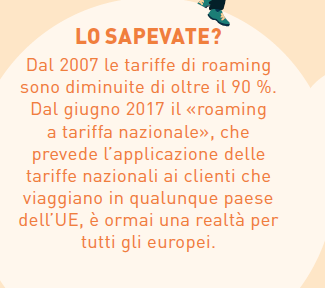 LO SAPEVATE?
Dal 2007 le tariffe di roaming
sono diminuite di oltre il 90 %.
Dal giugno 2017 il «roaming
a tariffa nazionale», che
prevede l'applicazione delle
tariffe nazionali ai clienti che
viaggiano in qualunque paese
dell'UE, è ormai una realtà per
tutti gli europei.